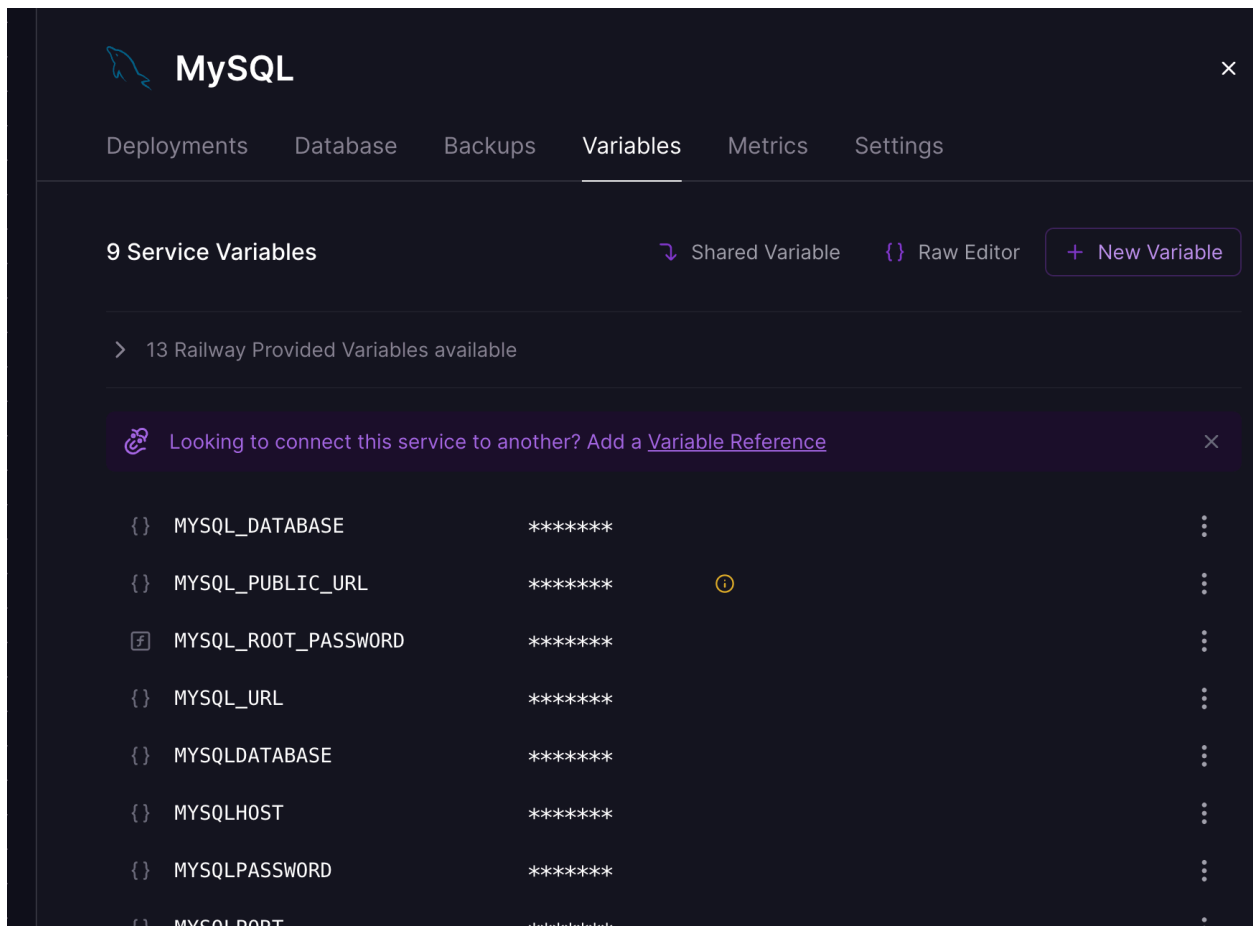 MySQL
Deployments Database Backups Variables Metrics Settings
9 Service Variables Shared Variable {} Raw Editor + New Variable
13 Railway Provided Variables available
Looking to connect this service to another? Add a Variable Reference
{} MYSQL_DATABASE *******
{} MYSQL_PUBLIC_URL *******
MYSQL_ROOT_PASSWORD *******
{} MYSQL_URL *******
{} MYSQLDATABASE *******
{} MYSQLHOST *******
{} MYSQLPASSWORD *******
{} MYSQLPORT *******